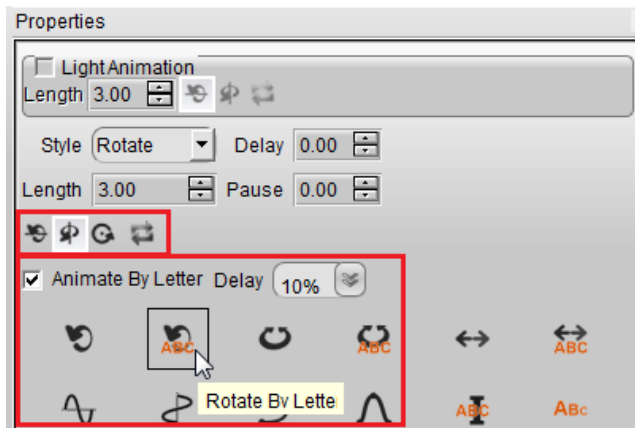 Properties
Light Animation
Length 3.00
Style Rotate Delay 0.00
Length 3.00 Pause 0.00
Animate By Letter Delay 10%
ABC ABC ABC
Rotate By Lette
ABC ABc